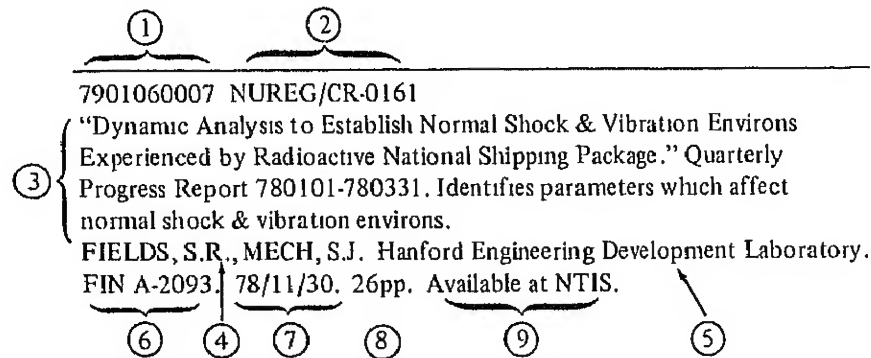 ① ②
7901060007 NUREG/CR-0161
“Dynamic Analysis to Establish Normal Shock & Vibration Environs
Experienced by Radioactive National Shipping Package.” Quarterly
③ Progress Report 780101-780331. Identifies parameters which affect
normal shock & vibration environs.
FIELDS, S.R., MECH, S.J. Hanford Engineering Development Laboratory.
FIN A-2093. 78/11/30. 26pp. Available at NTIS.
⑥ ④ ⑦ ⑧ ⑨ ⑤